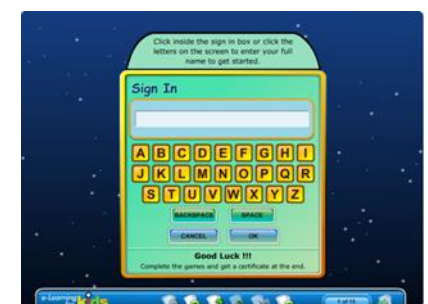 Click inside the sign in box or click the
letters on the screen to enter your full
name to get started.
Sign In
A B C D E F G H I
J K L M N O P Q R
S T U V W X Y Z
BACKSPACE SPACE
CANCEL OK
Good Luck !!!
Complete the games and get a certificate at the end.
e-learning kids